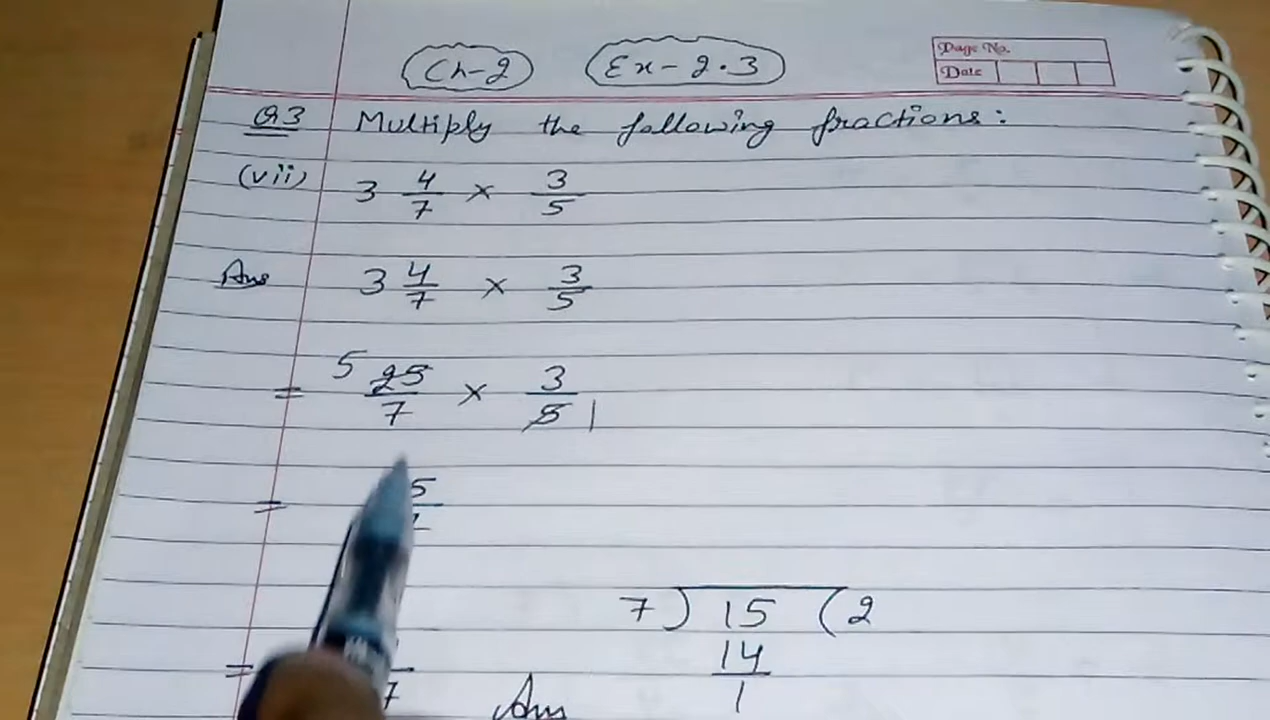 Ch-2 Ex-2.3
Page No.
Date
Q3 Multiply the following fractions:
(vii) 3 4/7 × 3/5
Ans 3 4/7 × 3/5
= 5 25/7 × 3/5 1
= 5
7 ) 15 ( 2
14
= 7 Ans 1